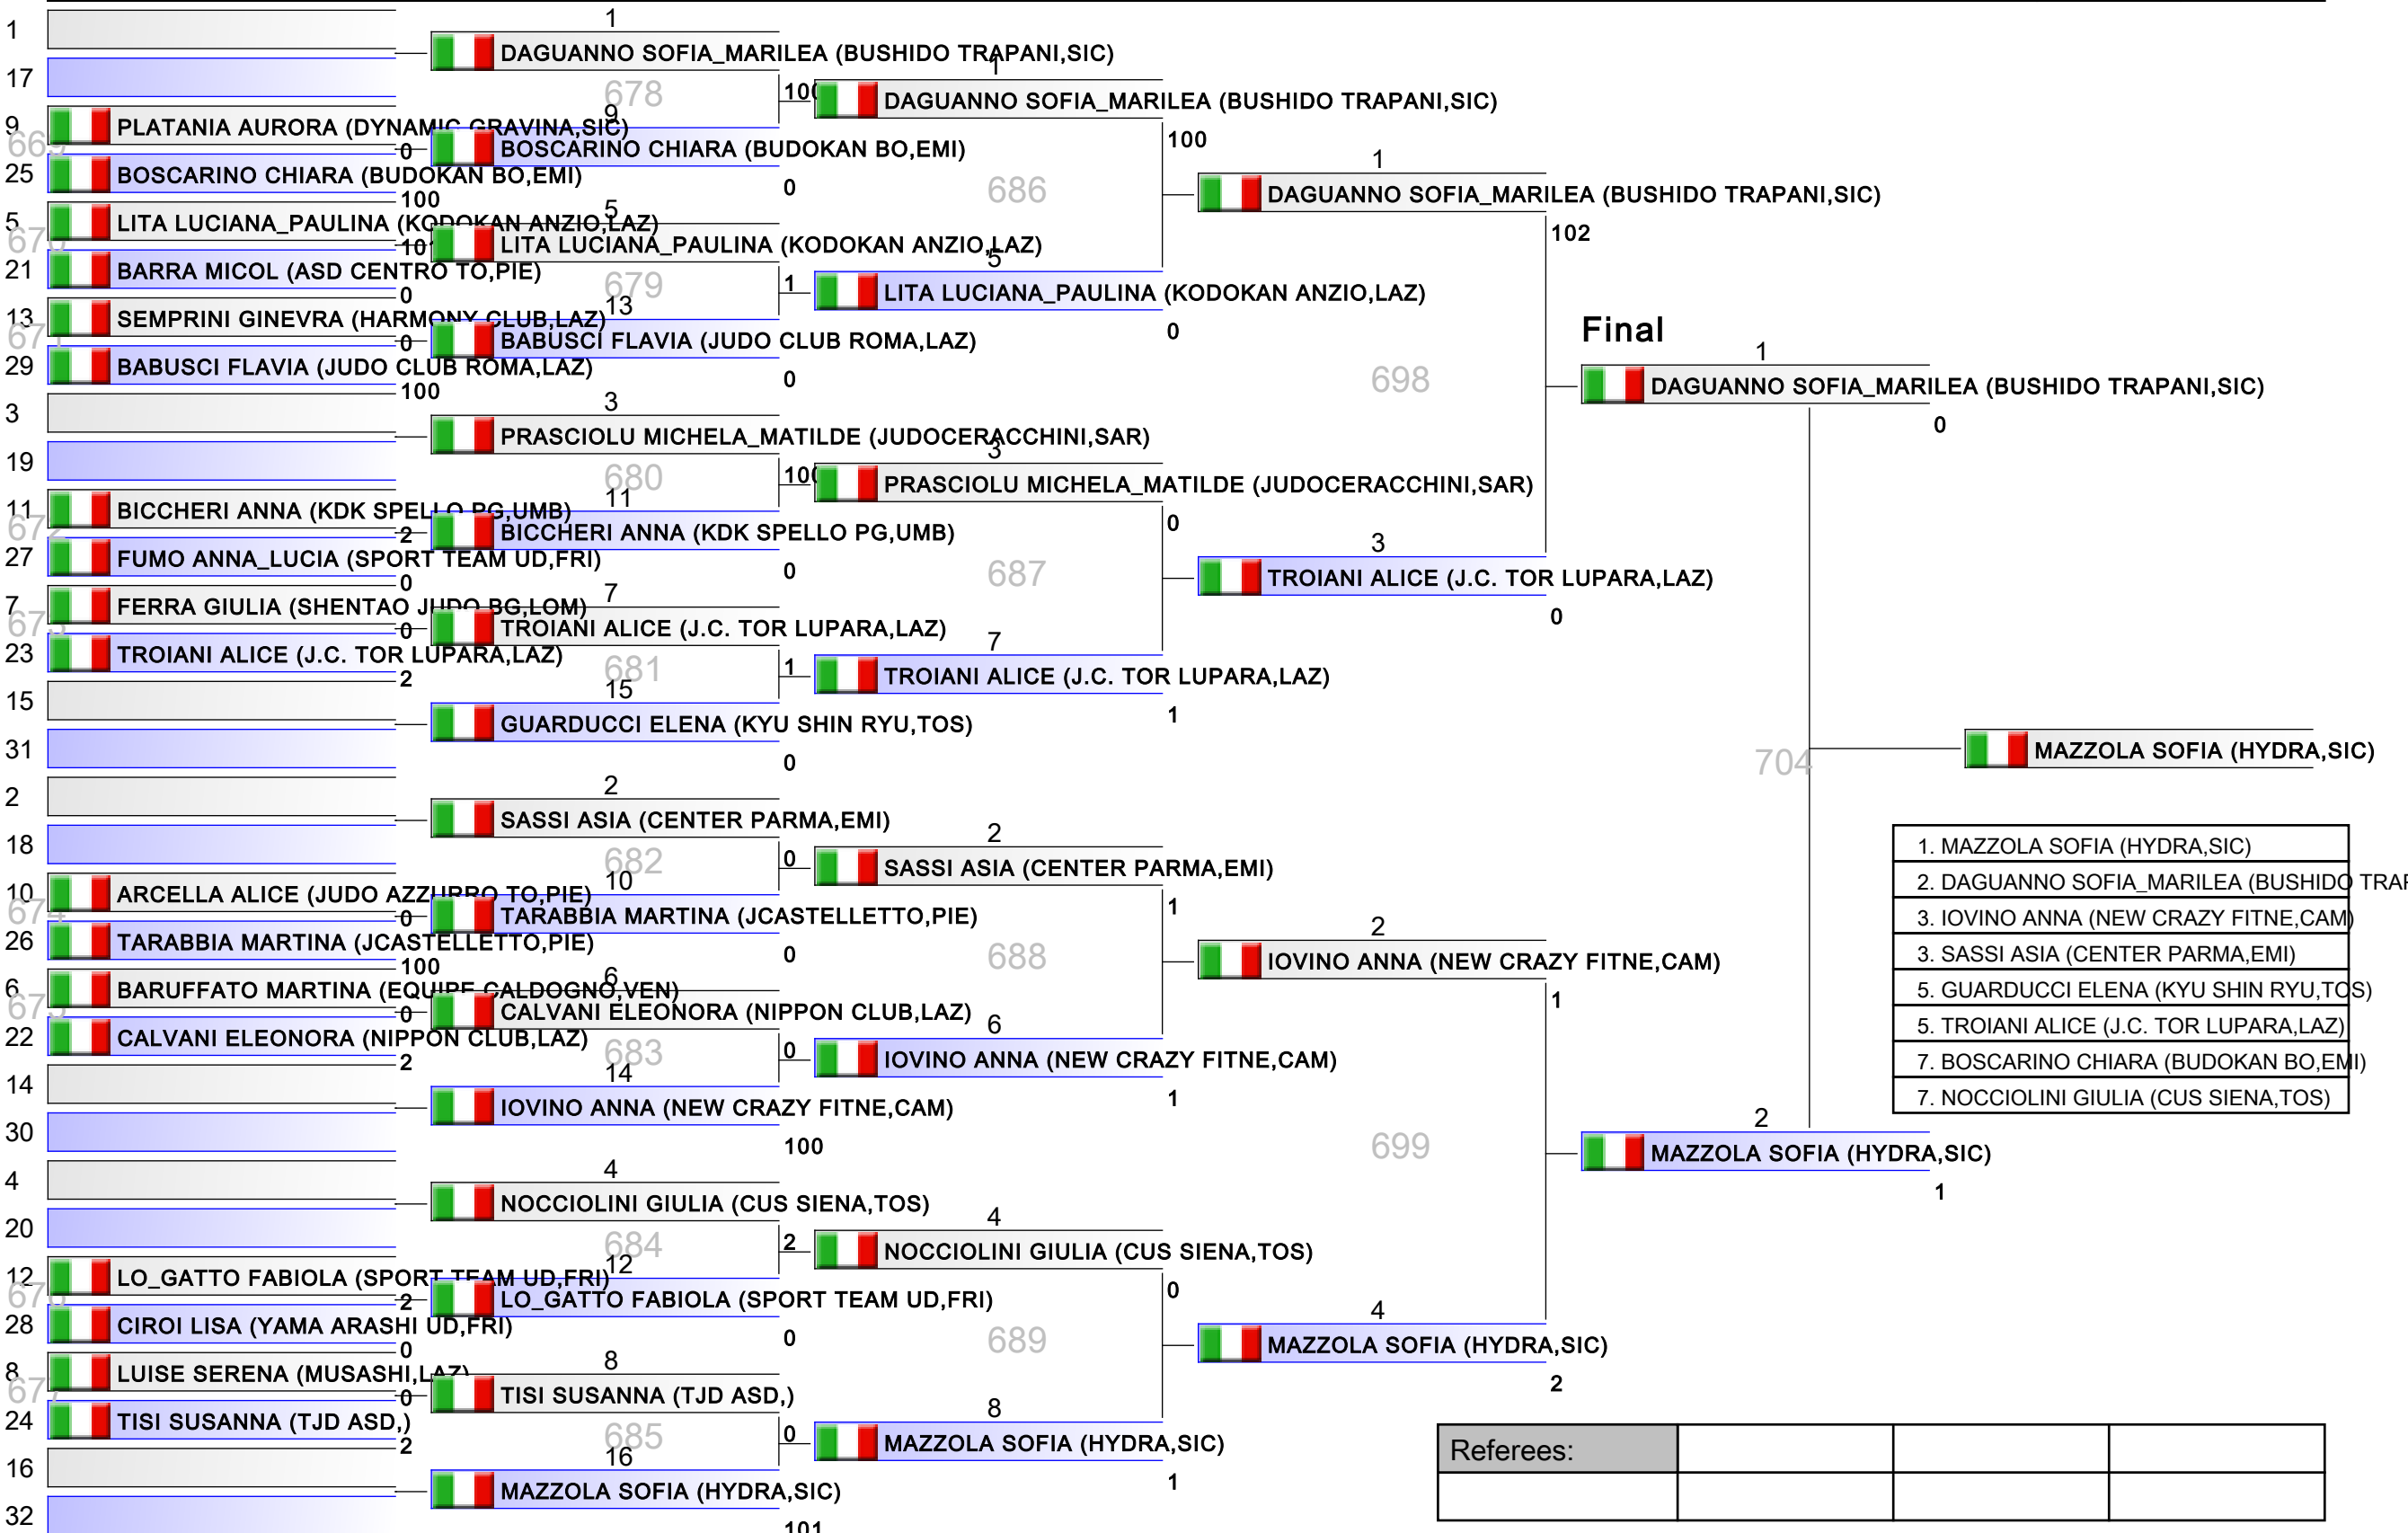 1
17
9 PLATANIA AURORA (DYNAMIC GRAVINA,SIC)
0
25 BOSCARINO CHIARA (BUDOKAN BO,EMI)
100
5 LITA LUCIANA_PAULINA (KODOKAN ANZIO,LAZ)
21 BARRA MICOL (ASD CENTRO TO,PIE)
0
13 SEMPRINI GINEVRA (HARMONY CLUB,LAZ)
0
29 BABUSCI FLAVIA (JUDO CLUB ROMA,LAZ)
100
3
19
11 BICCHERI ANNA (KDK SPELLO PG,UMB)
2
27 FUMO ANNA_LUCIA (SPORT TEAM UD,FRI)
0
7 FERRA GIULIA (SHENTAO JUDO BG,LOM)
0
23 TROIANI ALICE (J.C. TOR LUPARA,LAZ)
2
15
31
2
18
10 ARCELLA ALICE (JUDO AZZURRO TO,PIE)
0
26 TARABBIA MARTINA (JCASTELLETTO,PIE)
100
6 BARUFFATO MARTINA (EQUIPE CALDOGNO,VEN)
0
22 CALVANI ELEONORA (NIPPON CLUB,LAZ)
2
14
30
4
20
12 LO_GATTO FABIOLA (SPORT TEAM UD,FRI)
2
28 CIROI LISA (YAMA ARASHI UD,FRI)
0
8 LUISE SERENA (MUSASHI,LAZ)
0
24 TISI SUSANNA (TJD ASD,)
2
16
32
1
DAGUANNO SOFIA_MARILEA (BUSHIDO TRAPANI,SIC)
678
100
9
BOSCARINO CHIARA (BUDOKAN BO,EMI)
0
5
LITA LUCIANA_PAULINA (KODOKAN ANZIO,LAZ)
679
1
13
BABUSCI FLAVIA (JUDO CLUB ROMA,LAZ)
0
3
PRASCIOLU MICHELA_MATILDE (JUDOCERACCHINI,SAR)
680
100
11
BICCHERI ANNA (KDK SPELLO PG,UMB)
0
7
TROIANI ALICE (J.C. TOR LUPARA,LAZ)
681
1
15
GUARDUCCI ELENA (KYU SHIN RYU,TOS)
0
2
SASSI ASIA (CENTER PARMA,EMI)
682
0
10
TARABBIA MARTINA (JCASTELLETTO,PIE)
0
6
CALVANI ELEONORA (NIPPON CLUB,LAZ)
683
0
14
IOVINO ANNA (NEW CRAZY FITNE,CAM)
100
4
NOCCIOLINI GIULIA (CUS SIENA,TOS)
684
2
12
LO_GATTO FABIOLA (SPORT TEAM UD,FRI)
0
8
TISI SUSANNA (TJD ASD,)
685
0
16
MAZZOLA SOFIA (HYDRA,SIC)
101
1
DAGUANNO SOFIA_MARILEA (BUSHIDO TRAPANI,SIC)
100
686
5
LITA LUCIANA_PAULINA (KODOKAN ANZIO,LAZ)
0
3
PRASCIOLU MICHELA_MATILDE (JUDOCERACCHINI,SAR)
0
687
7
TROIANI ALICE (J.C. TOR LUPARA,LAZ)
1
2
SASSI ASIA (CENTER PARMA,EMI)
1
688
6
IOVINO ANNA (NEW CRAZY FITNE,CAM)
1
4
NOCCIOLINI GIULIA (CUS SIENA,TOS)
0
689
8
MAZZOLA SOFIA (HYDRA,SIC)
1
1
DAGUANNO SOFIA_MARILEA (BUSHIDO TRAPANI,SIC)
102
698
3
TROIANI ALICE (J.C. TOR LUPARA,LAZ)
0
2
IOVINO ANNA (NEW CRAZY FITNE,CAM)
1
699
4
MAZZOLA SOFIA (HYDRA,SIC)
2
Final
1
DAGUANNO SOFIA_MARILEA (BUSHIDO TRAPANI,SIC)
0
704
2
MAZZOLA SOFIA (HYDRA,SIC)
1
MAZZOLA SOFIA (HYDRA,SIC)
1. MAZZOLA SOFIA (HYDRA,SIC)
2. DAGUANNO SOFIA_MARILEA (BUSHIDO
3. IOVINO ANNA (NEW CRAZY FITNE,CAM)
3. SASSI ASIA (CENTER PARMA,EMI)
5. GUARDUCCI ELENA (KYU SHIN RYU,TOS)
5. TROIANI ALICE (J.C. TOR LUPARA,LAZ)
7. BOSCARINO CHIARA (BUDOKAN BO,EMI)
7. NOCCIOLINI GIULIA (CUS SIENA,TOS)
Referees: